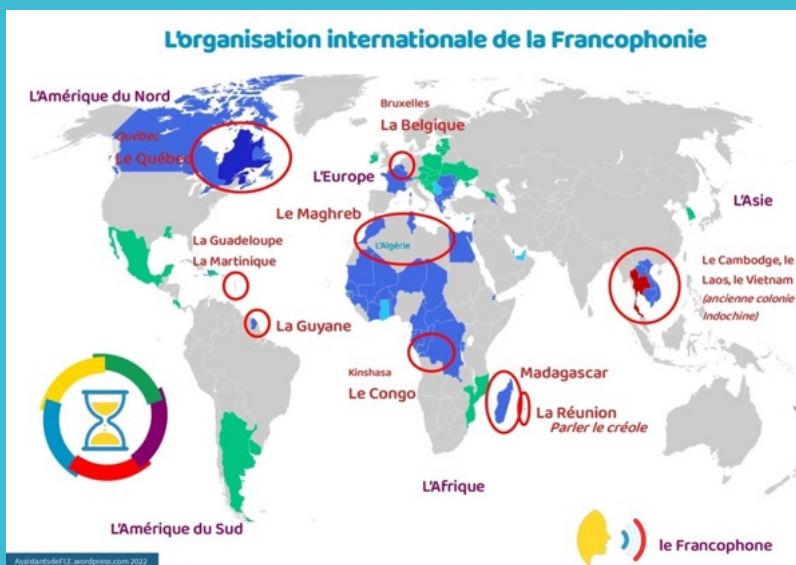 L'organisation internationale de la Francophonie
L'Amérique du Nord
Québec
Le Québec
Bruxelles
La Belgique
L'Europe
L'Asie
Le Maghreb
L'Algérie
La Guadeloupe
La Martinique
Le Cambodge, le
Laos, le Vietnam
(ancienne colonie
Indochine)
La Guyane
Kinshasa
Le Congo
Madagascar
La Réunion
Parler le créole
L'Afrique
L'Amérique du Sud
le Francophone
AssistantsdeFLE.wordpress.com 2022